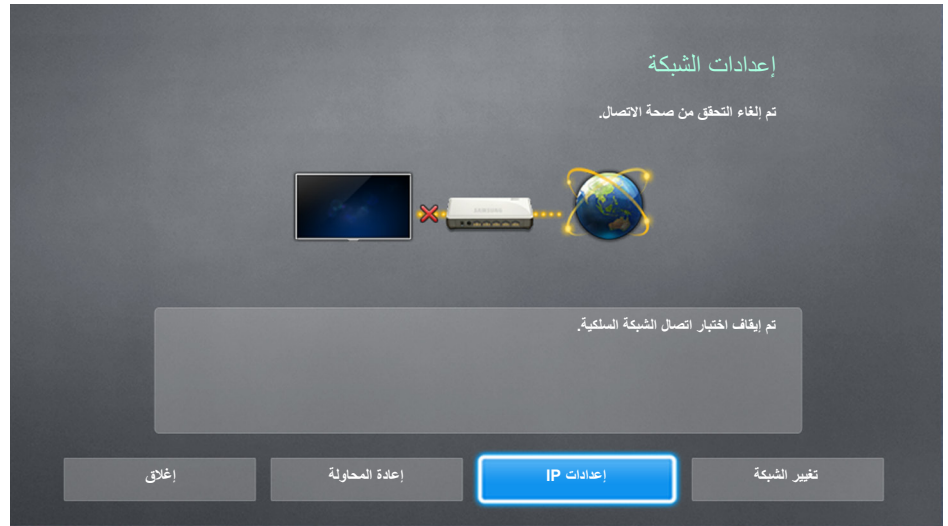 إعدادات الشبكة
تم إلغاء التحقق من صحة الاتصال.
SAMSUNG
تم إيقاف اختبار اتصال الشبكة السلكية.
تغيير الشبكة
إعدادات IP
إعادة المحاولة
إغلاق